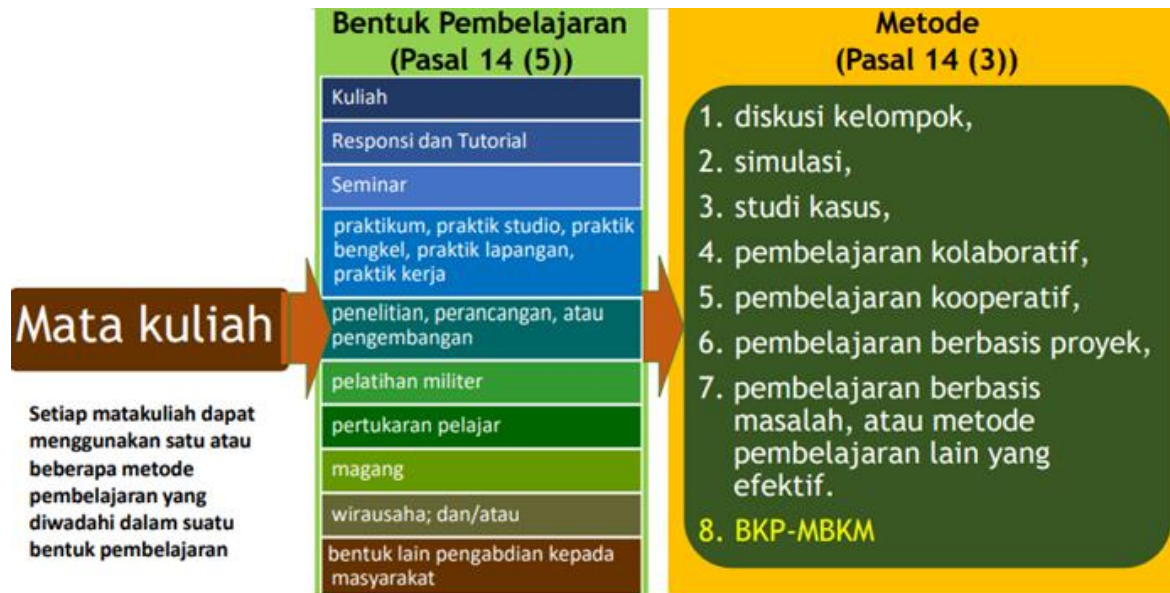 Mata kuliah
Setiap matakuliah dapat
menggunakan satu atau
beberapa metode
pembelajaran yang
diwadahi dalam suatu
bentuk pembelajaran
Bentuk Pembelajaran
(Pasal 14 (5))
Kuliah
Responsi dan Tutorial
Seminar
praktikum, praktik studio, praktik
bengkel, praktik lapangan,
praktik kerja
penelitian, perancangan, atau
pengembangan
pelatihan militer
pertukaran pelajar
magang
wirausaha; dan/atau
bentuk lain pengabdian kepada
masyarakat
Metode
(Pasal 14 (3))
1. diskusi kelompok,
2. simulasi,
3. studi kasus,
4. pembelajaran kolaboratif,
5. pembelajaran kooperatif,
6. pembelajaran berbasis proyek,
7. pembelajaran berbasis
masalah, atau metode
pembelajaran lain yang
efektif.
8. BKP-MBKM